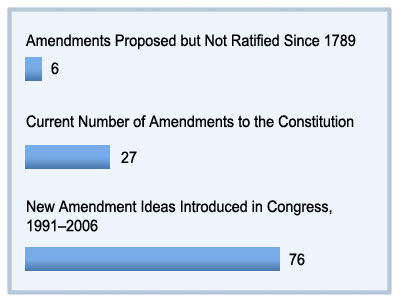 Amendments Proposed but Not Ratified Since 1789
6
Current Number of Amendments to the Constitution
27
New Amendment Ideas Introduced in Congress,
1991–2006
76